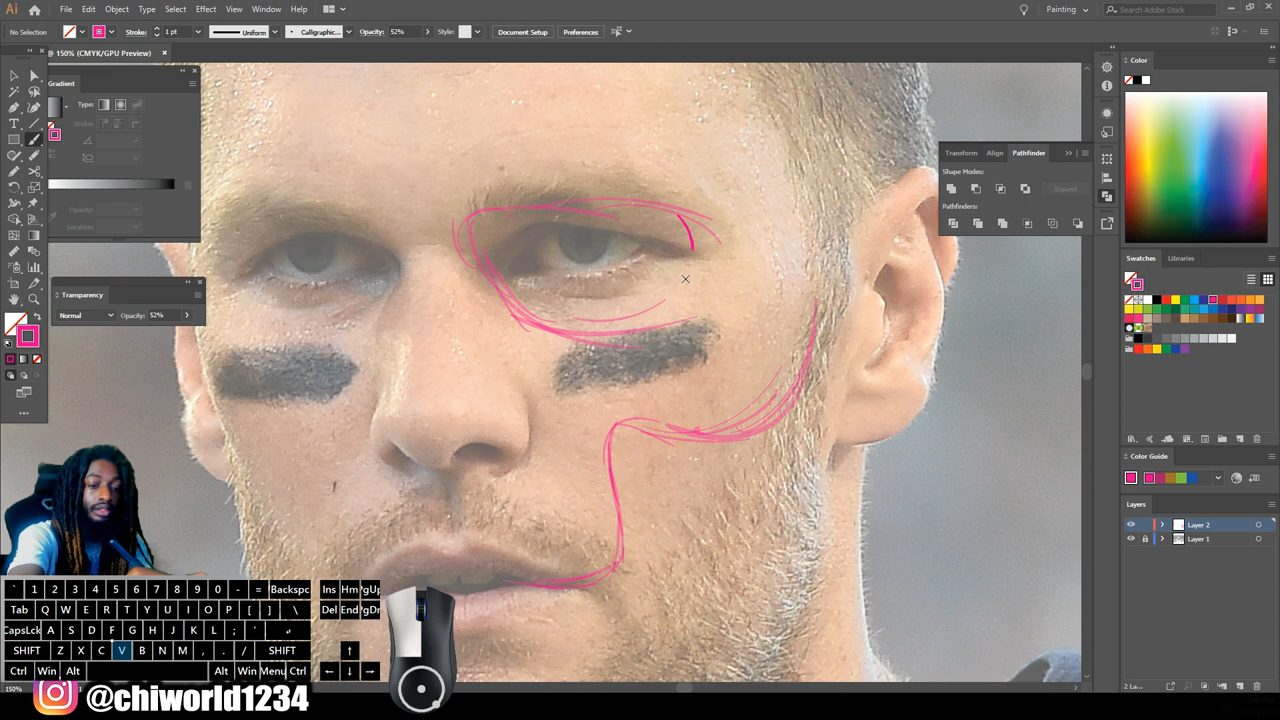 Ai File Edit Object Type Select Effect View Window Help Painting Search Adobe Stock
No Selection Stroke: 1 pt Uniform Calligraphic... Opacity: 52% Style: Document Setup Preferences
@ 150% (CMYK/GPU Preview)
Gradient
Type:
Stroke:
Opacity:
Location:
Transparency
Normal Opacity: 52%
Transform Align Pathfinder
Shape Modes:
Expand
Pathfinders:
Color
Swatches Libraries
Color Guide
Layers
Layer 2
Layer 1
2 La...
` 1 2 3 4 5 6 7 8 9 0 - = Backspc Ins Hm PgUp
Tab Q W E R T Y U I O P [ ] \ Del End PgDn
CapsLck A S D F G H J K L ; '
SHIFT Z X C V B N M , . / SHIFT
Ctrl Win Alt Alt Win Menu Ctrl
150%
@chiworld1234